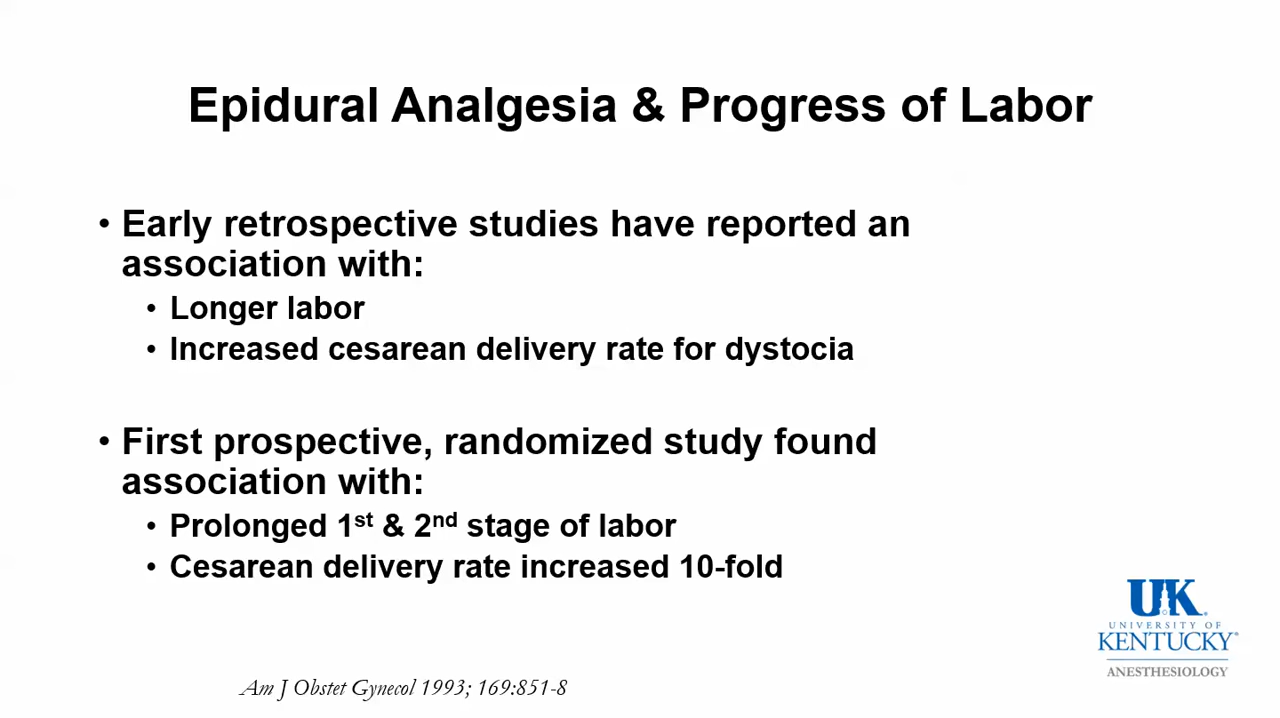 Epidural Analgesia & Progress of Labor
• Early retrospective studies have reported an
association with:
• Longer labor
• Increased cesarean delivery rate for dystocia
• First prospective, randomized study found
association with:
• Prolonged 1st & 2nd stage of labor
• Cesarean delivery rate increased 10-fold
UK
UNIVERSITY OF
KENTUCKY®
ANESTHESIOLOGY
Am J Obstet Gynecol 1993; 169:851-8